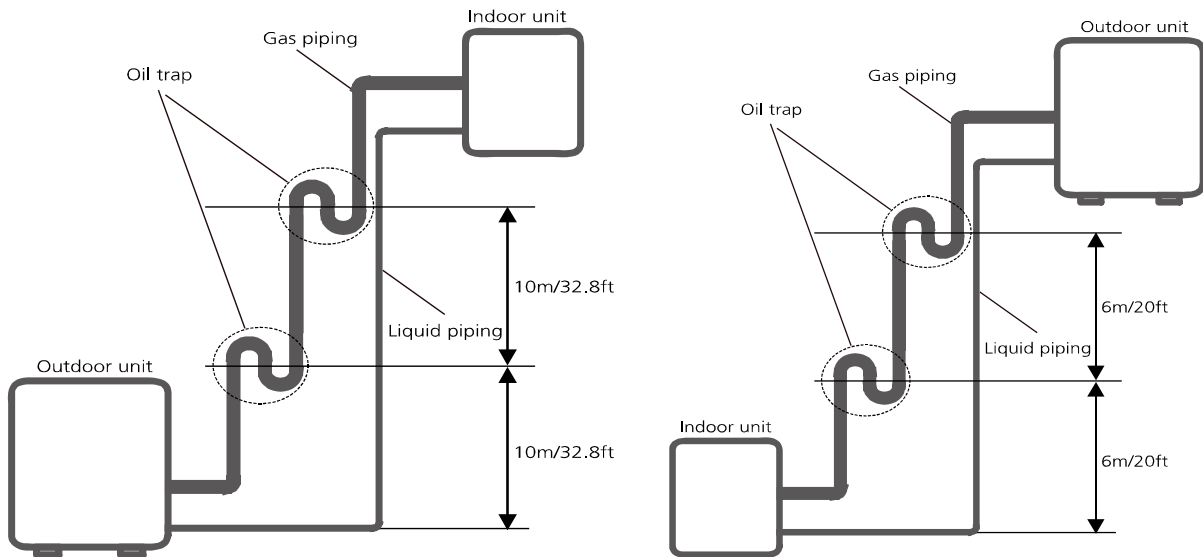 Indoor unit
Gas piping
Oil trap
10m/32.8ft
Liquid piping
Outdoor unit
10m/32.8ft
Outdoor unit
Gas piping
Oil trap
6m/20ft
Liquid piping
Indoor unit
6m/20ft